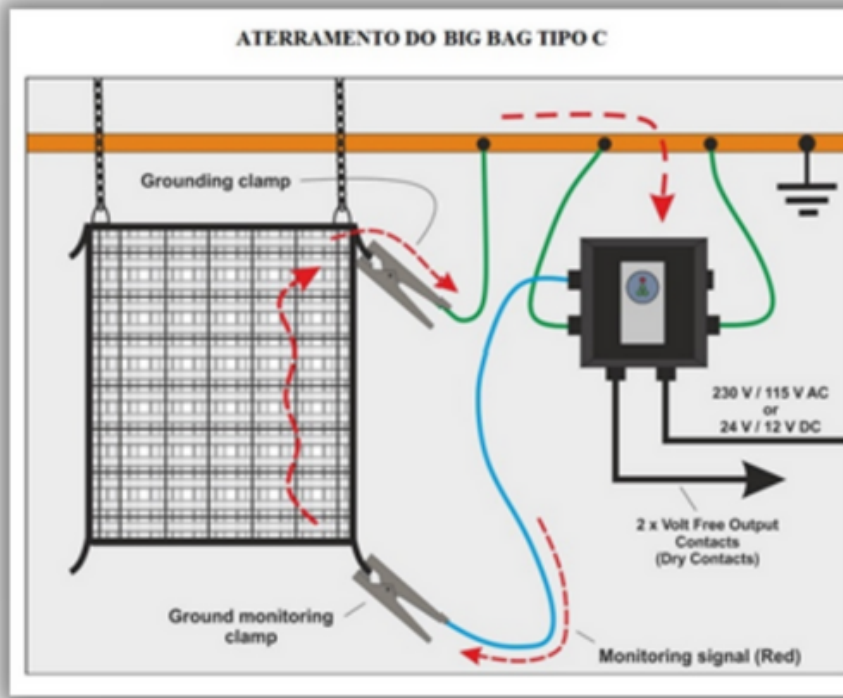 ATERRAMENTO DO BIG BAG TIPO C
Grounding clamp
230 V / 115 V AC
or
24 V / 12 V DC
2 x Volt Free Output
Contacts
(Dry Contacts)
Ground monitoring
clamp
Monitoring signal (Red)